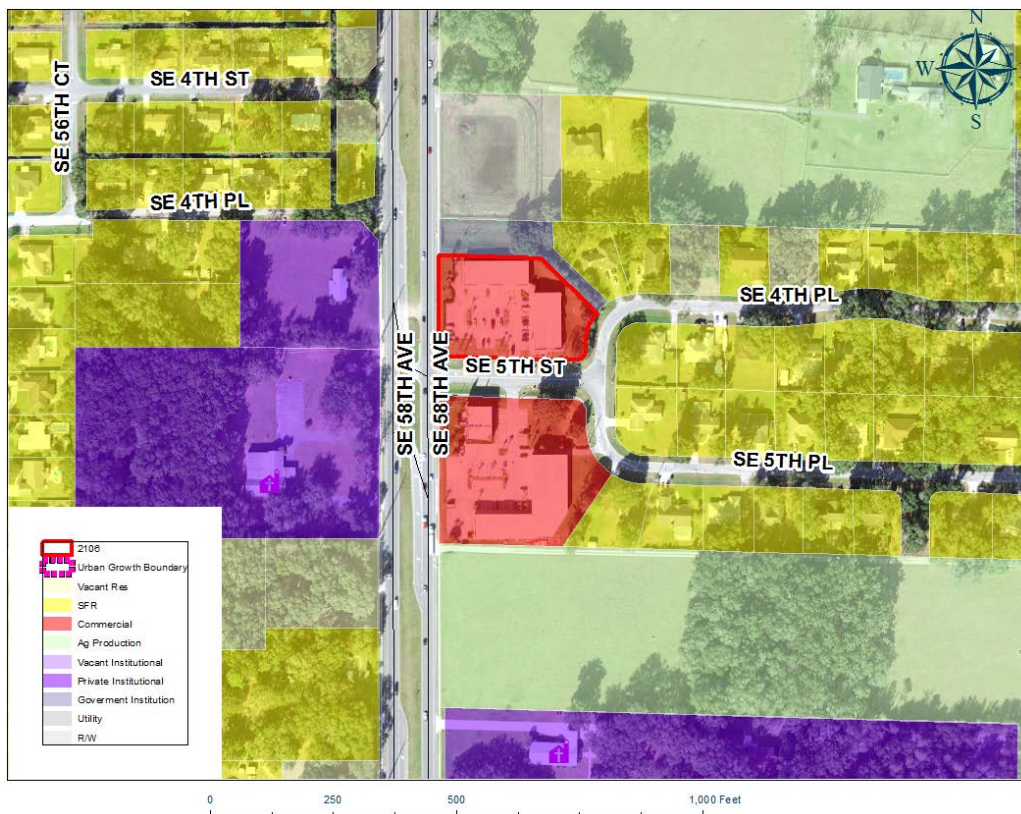 N
W
S
SE 4TH ST
SE 56TH CT
SE 4TH PL
SE 4TH PL
SE 5TH ST
SE 58TH AVE
SE 58TH AVE
SE 5TH PL
2106
Urban Growth Boundary
Vacant Res
SFR
Commercial
Ag Production
Vacant Institutional
Private Institutional
Goverment Institution
Utility
R/W
0 250 500 1,000 Feet